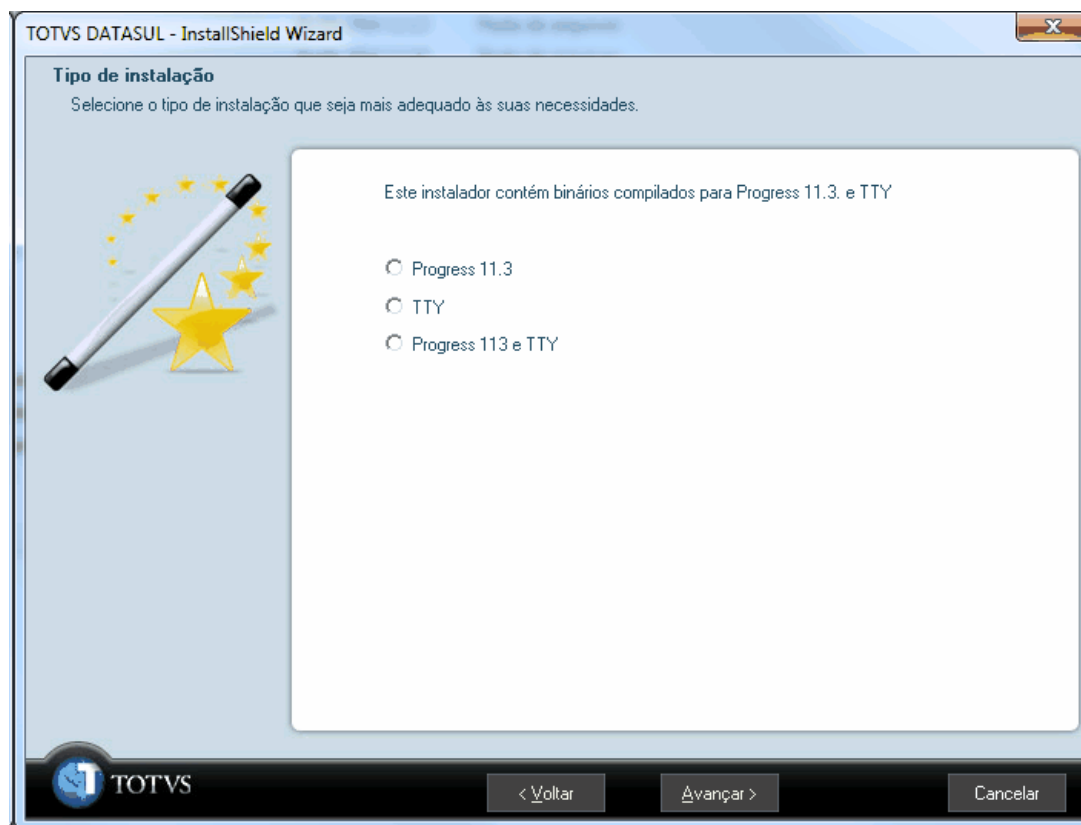 TOTVS DATASUL - InstallShield Wizard
Tipo de instalação
Selecione o tipo de instalação que seja mais adequado às suas necessidades.
Este instalador contém binários compilados para Progress 11.3. e TTY
Progress 11.3
TTY
Progress 113 e TTY
TOTVS
< Voltar
Avançar >
Cancelar